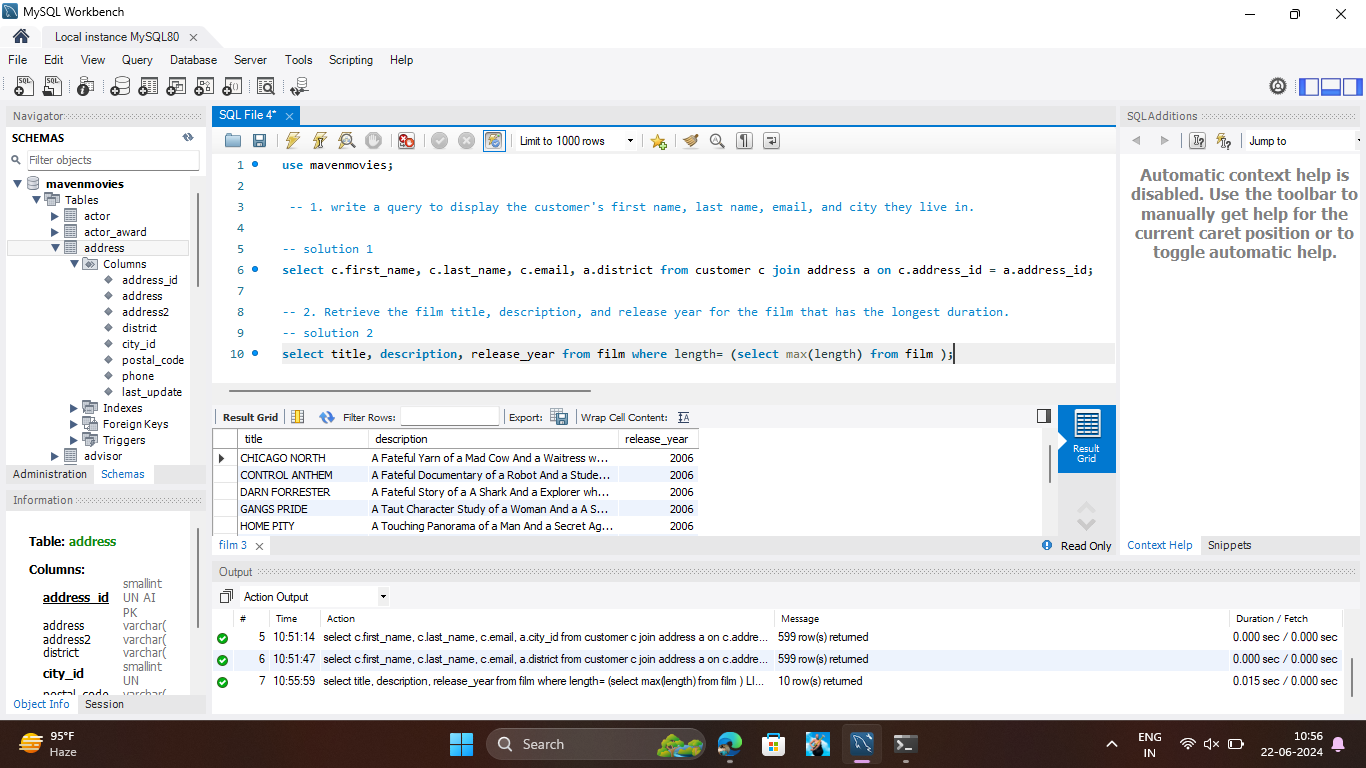 MySQL Workbench
Local instance MySQL80
File Edit View Query Database Server Tools Scripting Help
Navigator
SCHEMAS
Filter objects
mavenmovies
Tables
actor
actor_award
address
Columns
address_id
address
address2
district
city_id
postal_code
phone
last_update
Indexes
Foreign Keys
Triggers
advisor
Administration Schemas
Information
Table: address
Columns:
address_id smallint UN AI PK
address varchar(
address2 varchar(
district varchar(
city_id smallint UN
postal_code varchar(
Object Info Session
SQL File 4*
Limit to 1000 rows
1 use mavenmovies;
2
3 -- 1. write a query to display the customer's first name, last name, email, and city they live in.
4
5 -- solution 1
6 select c.first_name, c.last_name, c.email, a.district from customer c join address a on c.address_id = a.address_id;
7
8 -- 2. Retrieve the film title, description, and release year for the film that has the longest duration.
9 -- solution 2
10 select title, description, release_year from film where length= (select max(length) from film );
Result Grid Filter Rows: Export: Wrap Cell Content:
title description release_year
CHICAGO NORTH A Fateful Yarn of a Mad Cow And a Waitress w... 2006
CONTROL ANTHEM A Fateful Documentary of a Robot And a Stude... 2006
DARN FORRESTER A Fateful Story of a A Shark And a Explorer wh... 2006
GANGS PRIDE A Taut Character Study of a Woman And a A S... 2006
HOME PITY A Touching Panorama of a Man And a Secret Ag... 2006
Result Grid
film 3
Read Only
Output
Action Output
# Time Action Message Duration / Fetch
5 10:51:14 select c.first_name, c.last_name, c.email, a.city_id from customer c join address a on c.addre... 599 row(s) returned 0.000 sec / 0.000 sec
6 10:51:47 select c.first_name, c.last_name, c.email, a.district from customer c join address a on c.addre... 599 row(s) returned 0.000 sec / 0.000 sec
7 10:55:59 select title, description, release_year from film where length= (select max(length) from film ) LI... 10 row(s) returned 0.015 sec / 0.000 sec
SQLAdditions
Jump to
Automatic context help is
disabled. Use the toolbar to
manually get help for the
current caret position or to
toggle automatic help.
Context Help Snippets
95°F
Haze
Search
ENG
IN
10:56
22-06-2024